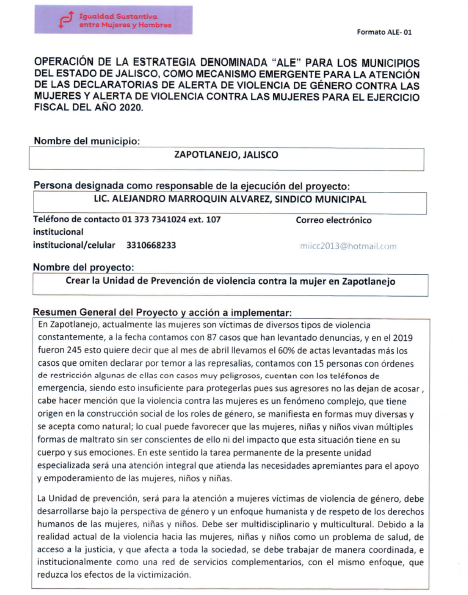 Igualdad Sustantiva
entre Mujeres y Hombres
Formato ALE- 01
OPERACIÓN DE LA ESTRATEGIA DENOMINADA “ALE” PARA LOS MUNICIPIOS
DEL ESTADO DE JALISCO, COMO MECANISMO EMERGENTE PARA LA ATENCIÓN
DE LAS DECLARATORIAS DE ALERTA DE VIOLENCIA DE GÉNERO CONTRA LAS
MUJERES Y ALERTA DE VIOLENCIA CONTRA LAS MUJERES PARA EL EJERCICIO
FISCAL DEL AÑO 2020.
Nombre del municipio:
ZAPOTLANEJO, JALISCO
Persona designada como responsable de la ejecución del proyecto:
LIC. ALEJANDRO MARROQUIN ALVAREZ, SINDICO MUNICIPAL
Teléfono de contacto 01 373 7341024 ext. 107 Correo electrónico
institucional
institucional/celular 3310668233 miicc2013@hotmail.com
Nombre del proyecto:
Crear la Unidad de Prevención de violencia contra la mujer en Zapotlanejo
Resumen General del Proyecto y acción a implementar:
En Zapotlanejo, actualmente las mujeres son víctimas de diversos tipos de violencia
constantemente, a la fecha contamos con 87 casos que han levantado denuncias, y en el 2019
fueron 245 esto quiere decir que al mes de abril llevamos el 60% de actas levantadas más los
casos que omiten declarar por temor a las represalias, contamos con 15 personas con órdenes
de restricción algunas de ellas con casos muy peligrosos, cuentan con los teléfonos de
emergencia, siendo esto insuficiente para protegerlas pues sus agresores no las dejan de acosar ,
cabe hacer mención que la violencia contra las mujeres es un fenómeno complejo, que tiene
origen en la construcción social de los roles de género, se manifiesta en formas muy diversas y
se acepta como natural; lo cual puede favorecer que las mujeres, niñas y niños vivan múltiples
formas de maltrato sin ser conscientes de ello ni del impacto que esta situación tiene en su
cuerpo y sus emociones. En este sentido la tarea permanente de la presente unidad
especializada será una atención integral que atienda las necesidades apremiantes para el apoyo
y empoderamiento de las mujeres, niños y niñas.
La Unidad de prevención, será para la atención a mujeres víctimas de violencia de género, debe
desarrollarse bajo la perspectiva de género y un enfoque humanista y de respeto de los derechos
humanos de las mujeres, niñas y niños. Debe ser multidisciplinario y multicultural. Debido a la
realidad actual de la violencia hacia las mujeres, niñas y niños como un problema de salud, de
acceso a la justicia, y que afecta a toda la sociedad, se debe trabajar de manera coordinada, e
institucionalmente como una red de servicios complementarios, con el mismo enfoque, que
reduzca los efectos de la victimización.